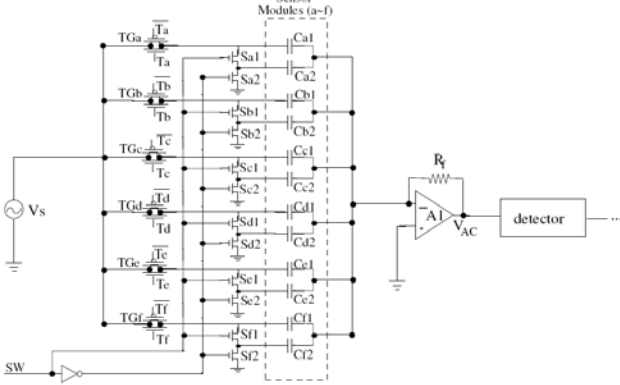 Modules (a~f)
TGa Ta Ta Sa1 Sa2 Ca1 Ca2
TGb Tb Tb Sb1 Sb2 Cb1 Cb2
TGc Tc Tc Sc1 Sc2 Cc1 Cc2
TGd Td Td Sd1 Sd2 Cd1 Cd2
TGe Te Te Se1 Se2 Ce1 Ce2
TGf Tf Tf Sf1 Sf2 Cf1 Cf2
Vs
Rf
A1
VAC
detector
...
SW